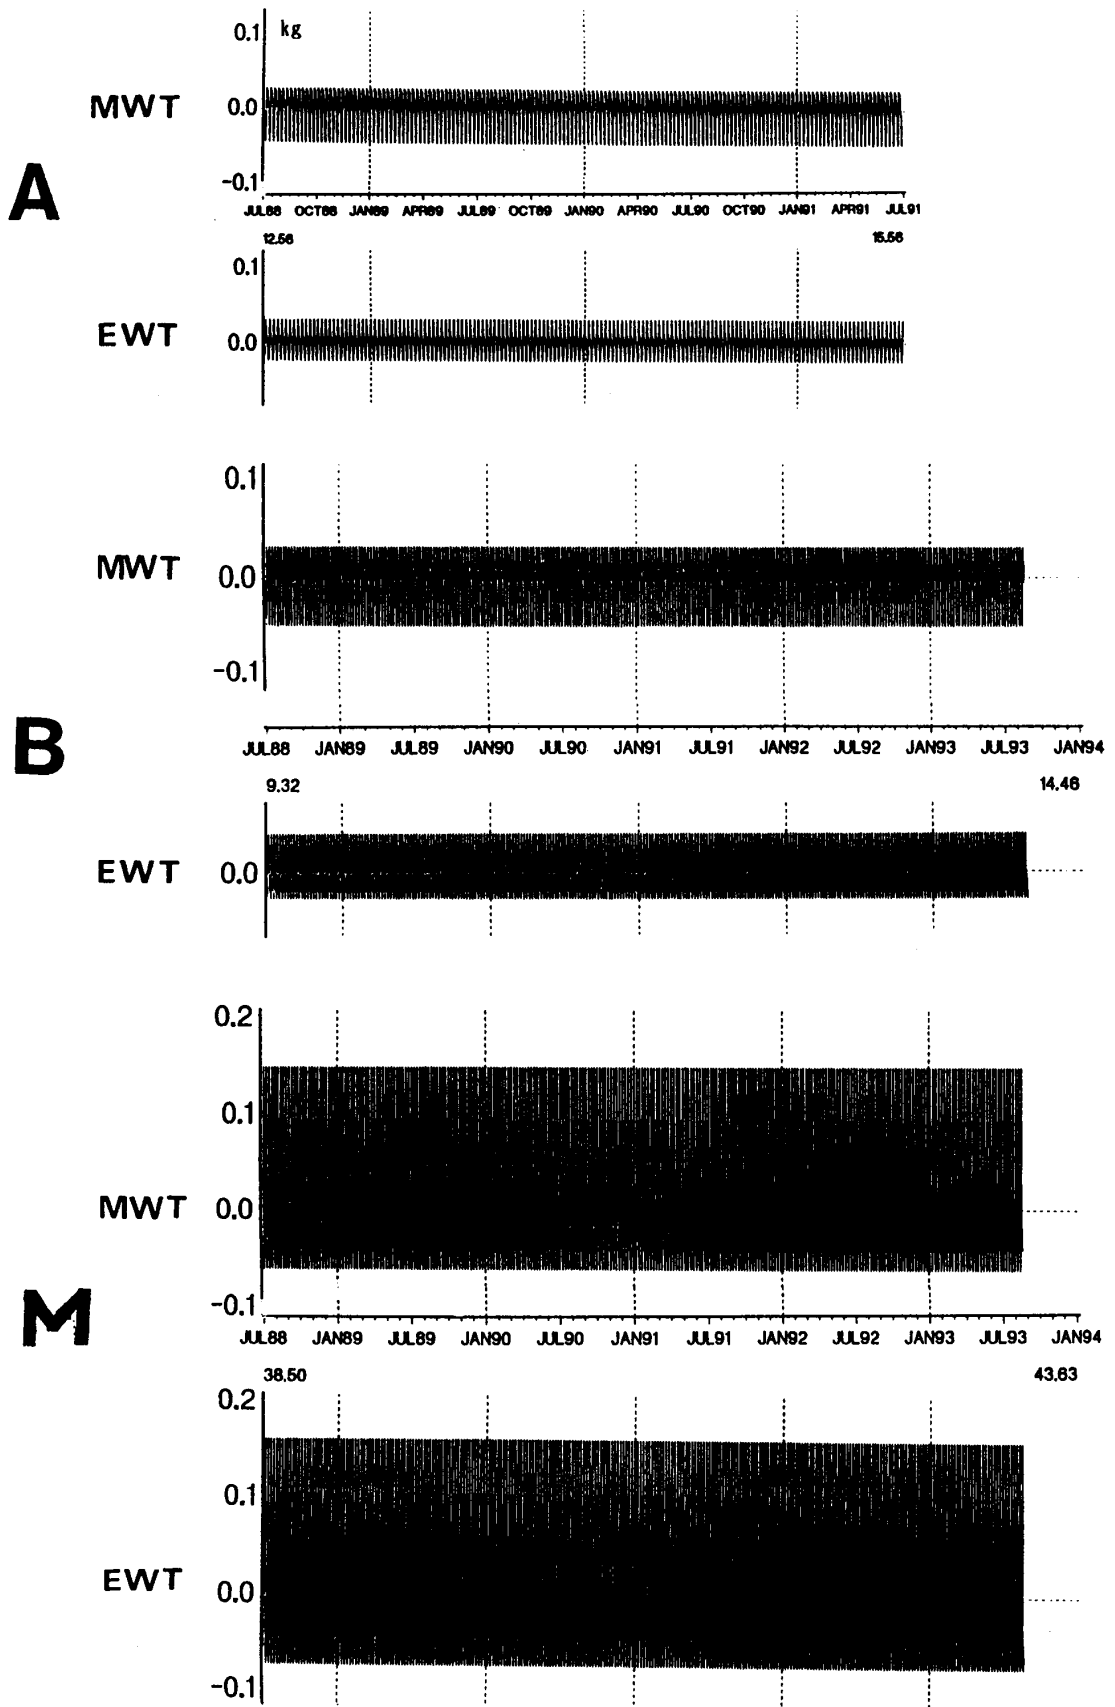 0.1 kg
MWT 0.0
A
-0.1
JUL88 OCT88 JAN89 APR89 JUL89 OCT89 JAN90 APR90 JUL90 OCT90 JAN91 APR91 JUL91
12.56 15.56
0.1
EWT 0.0
0.1
MWT 0.0
-0.1
B
JUL88 JAN89 JUL89 JAN90 JUL90 JAN91 JUL91 JAN92 JUL92 JAN93 JUL93 JAN94
9.32 14.46
EWT 0.0
0.2
0.1
MWT 0.0
-0.1
M
JUL88 JAN89 JUL89 JAN90 JUL90 JAN91 JUL91 JAN92 JUL92 JAN93 JUL93 JAN94
38.50 43.63
0.2
0.1
EWT 0.0
-0.1